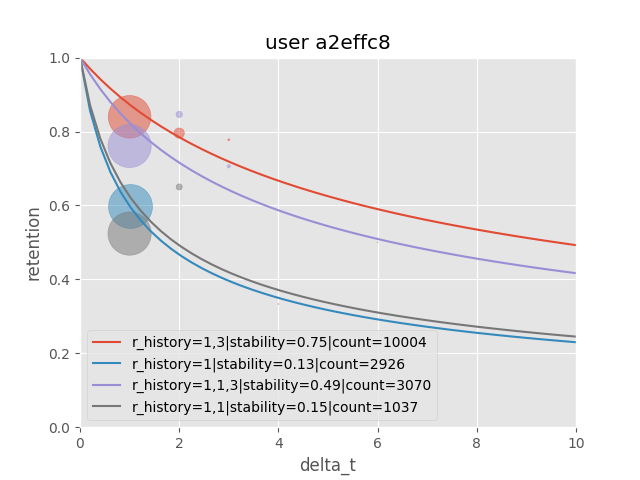 user a2effc8
1.0
0.8
0.6
0.4
0.2
0.0
retention
r_history=1,3|stability=0.75|count=10004
r_history=1|stability=0.13|count=2926
r_history=1,1,3|stability=0.49|count=3070
r_history=1,1|stability=0.15|count=1037
0 2 4 6 8 10
delta_t